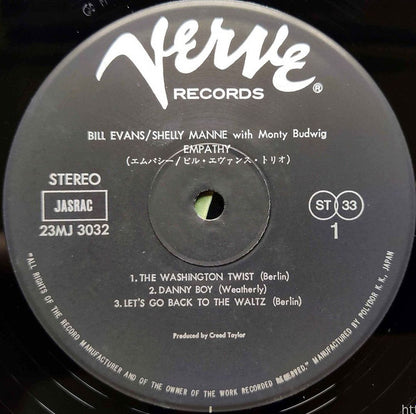 Verve
RECORDS ®
BILL EVANS/SHELLY MANNE with Monty Budwig
EMPATHY
(エムパシー/ビル・エヴァンス・トリオ)
STEREO
JASRAC
23MJ 3032
ST 33
1
1. THE WASHINGTON TWIST (Berlin)
2. DANNY BOY (Weatherly)
3. LET'S GO BACK TO THE WALTZ (Berlin)
Produced by Creed Taylor
"ALL RIGHTS OF THE RECORD MANUFACTURER AND OF THE OWNER OF THE WORK RECORDED RESERVED." MANUFACTURED BY POLYDOR K.K., JAPAN
htt